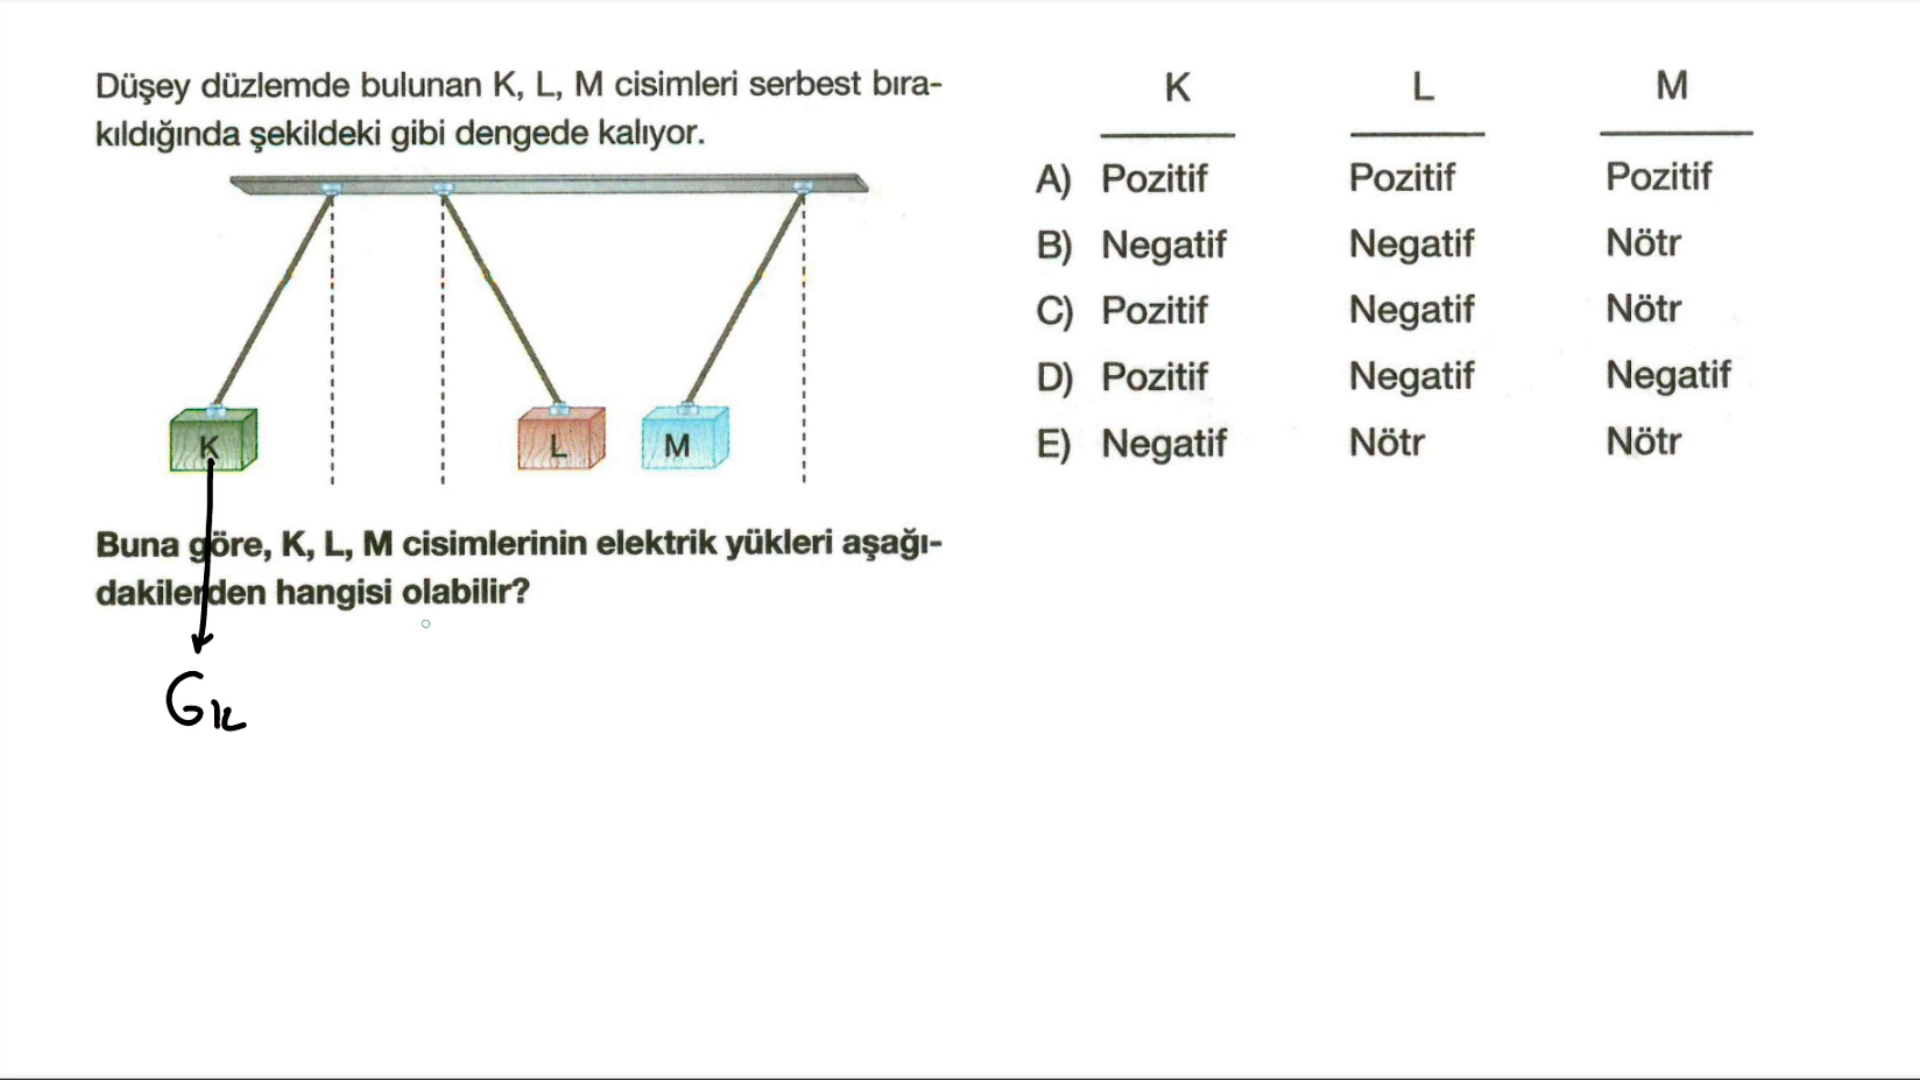 Düşey düzlemde bulunan K, L, M cisimleri serbest bıra-
kıldığında şekildeki gibi dengede kalıyor.
K
L
M
Buna göre, K, L, M cisimlerinin elektrik yükleri aşağı-
dakilerden hangisi olabilir?
GK
K L M
A) Pozitif Pozitif Pozitif
B) Negatif Negatif Nötr
C) Pozitif Negatif Nötr
D) Pozitif Negatif Negatif
E) Negatif Nötr Nötr